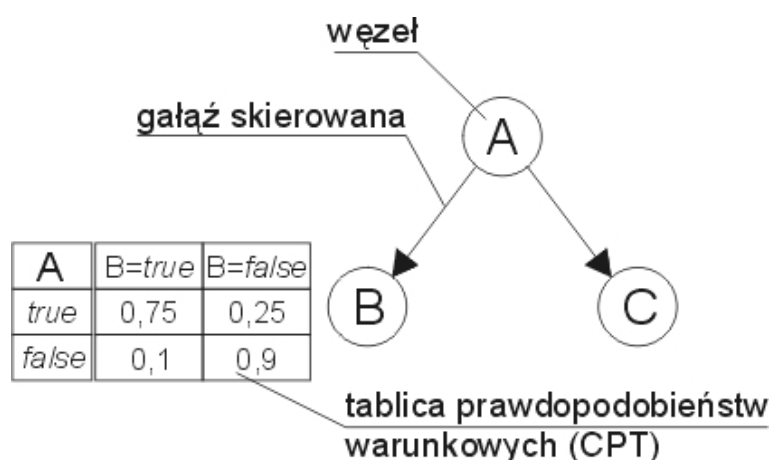 węzeł
gałąź skierowana
A
A B=true B=false
true 0,75 0,25
false 0,1 0,9
B
C
tablica prawdopodobieństw
warunkowych (CPT)